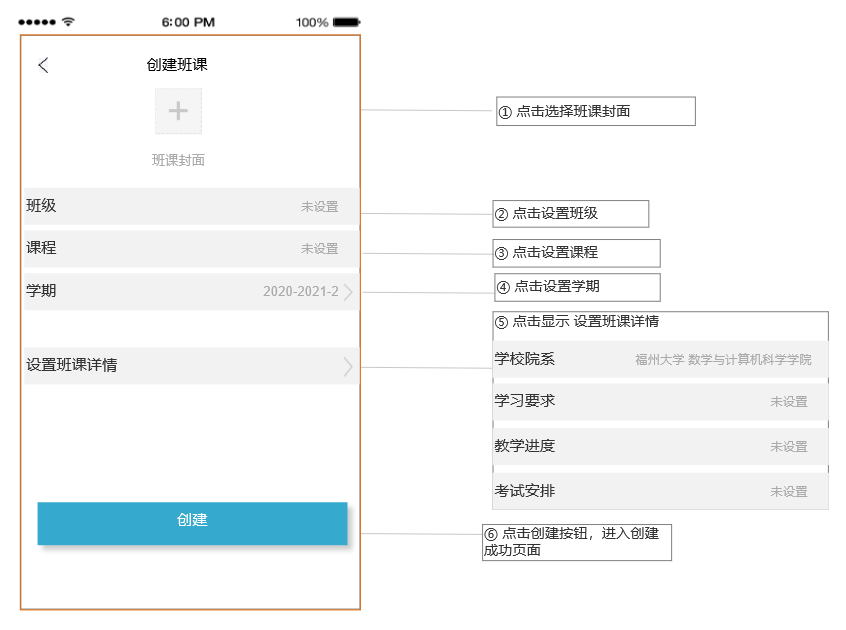 6:00 PM
100%
创建班课
班课封面
① 点击选择班课封面
班级
未设置
② 点击设置班级
课程
未设置
③ 点击设置课程
学期
2020-2021-2
④ 点击设置学期
设置班课详情
⑤ 点击显示 设置班课详情
学校院系
福州大学 数学与计算机科学学院
学习要求
未设置
教学进度
未设置
考试安排
未设置
创建
⑥ 点击创建按钮，进入创建
成功页面